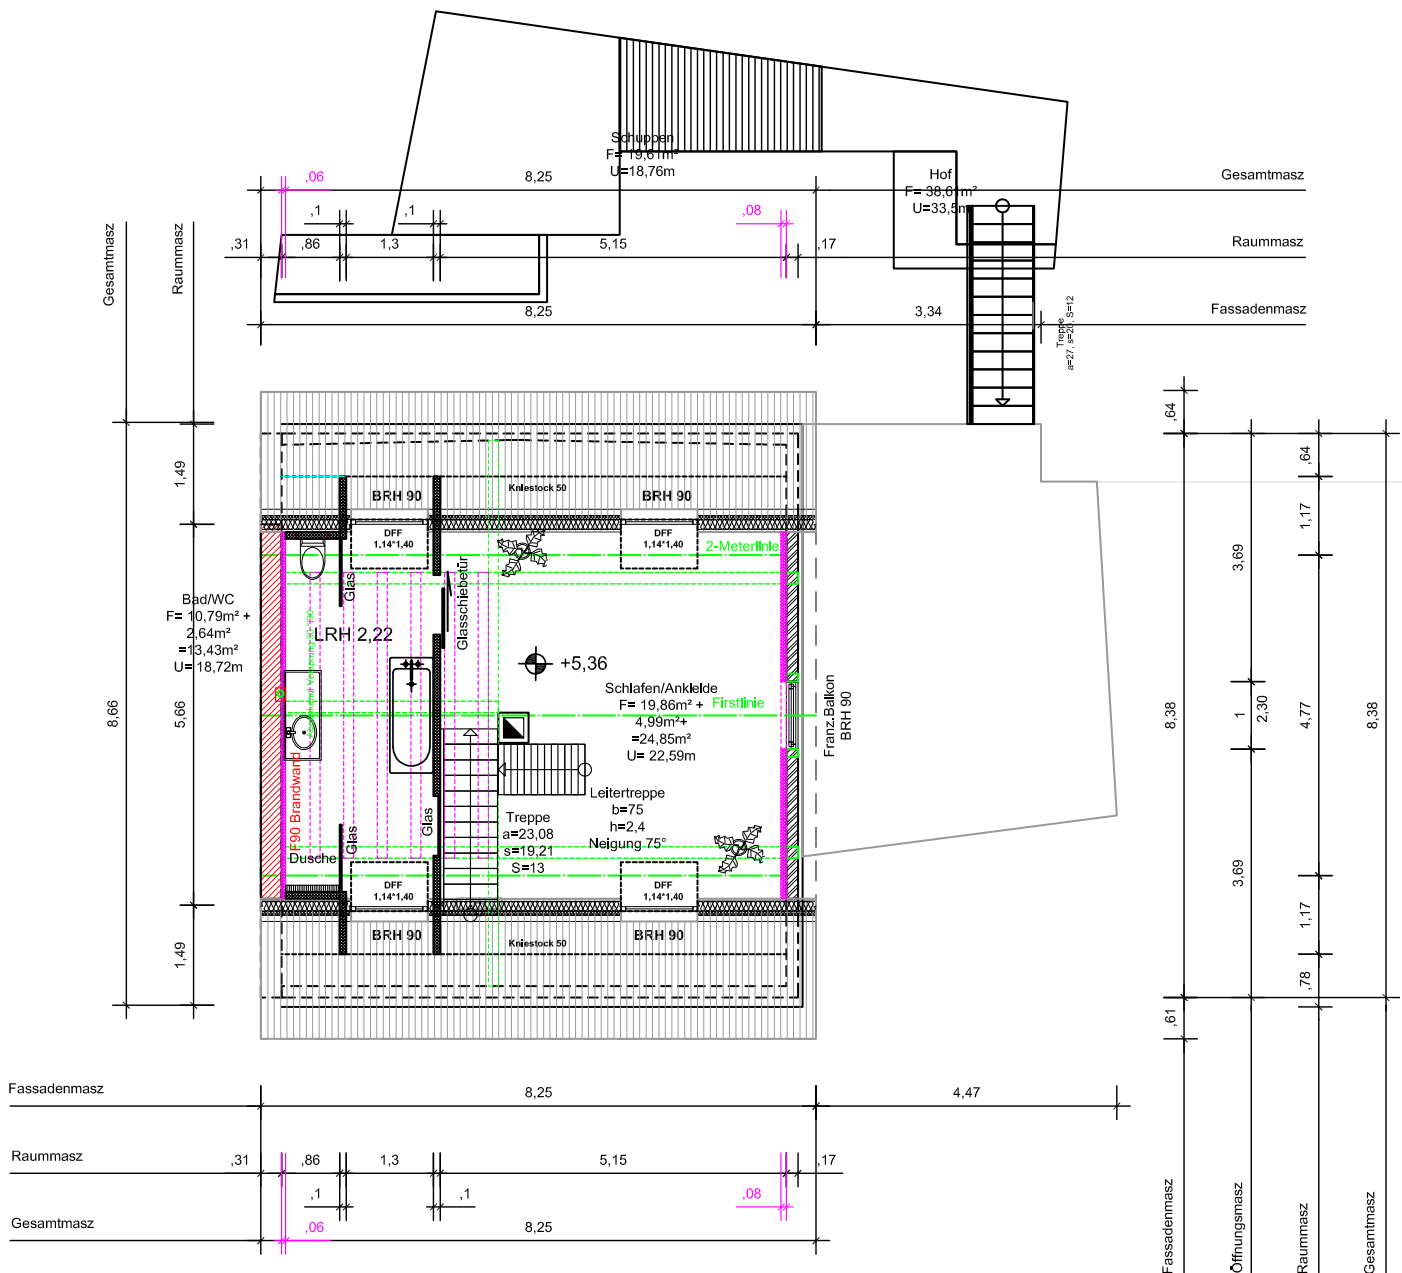 Schuppen
F= 19,61m²
U=18,76m
,06
8,25
Hof
F= 38,61m²
U=33,5m
Gesamtmasz
,1
,1
,08
,31
,86
1,3
5,15
,17
Raummasz
8,25
3,34
Fassadenmasz
Treppe
a=27, s=20, S=12
Gesamtmasz
Raummasz
1,49
5,66
1,49
8,66
BRH 90
Kniestock 50
BRH 90
DFF
1,14*1,40
DFF
1,14*1,40
2-Meterlinie
Glas
Glasschiebetür
Bad/WC
F= 10,79m² +
2,64m²
=13,43m²
U= 18,72m
LRH 2,22
+5,36
Schlafen/Ankleide
F= 19,86m² +
4,99m²+
=24,85m²
U= 22,59m
Firstlinie
Franz.Balkon
BRH 90
F90 Brandwand
Leitertreppe
b=75
h=2,4
Neigung 75°
Treppe
a=23,08
s=19,21
S=13
Glas
Glas
Dusche
DFF
1,14*1,40
DFF
1,14*1,40
BRH 90
Kniestock 50
BRH 90
,64
8,38
,61
3,69
1
2,30
3,69
,64
1,17
4,77
1,17
,78
8,38
Fassadenmasz
8,25
4,47
Raummasz
,31
,86
1,3
5,15
,17
,1
,1
,08
Gesamtmasz
,06
8,25
Fassadenmasz
Öffnungsmasz
Raummasz
Gesamtmasz